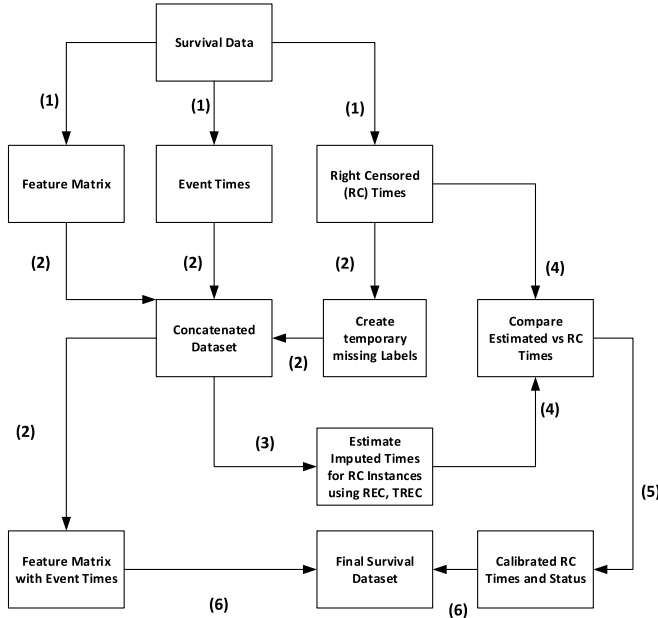 Survival Data
(1)
(1)
(1)
Feature Matrix
Event Times
Right Censored
(RC) Times
(2)
(2)
(2)
(4)
Concatenated
Dataset
(2)
Create
temporary
missing Labels
Compare
Estimated vs RC
Times
(2)
(3)
(4)
Estimate
Imputed Times
for RC Instances
using REC, TREC
(5)
Feature Matrix
with Event Times
Final Survival
Dataset
Calibrated RC
Times and Status
(6)
(6)